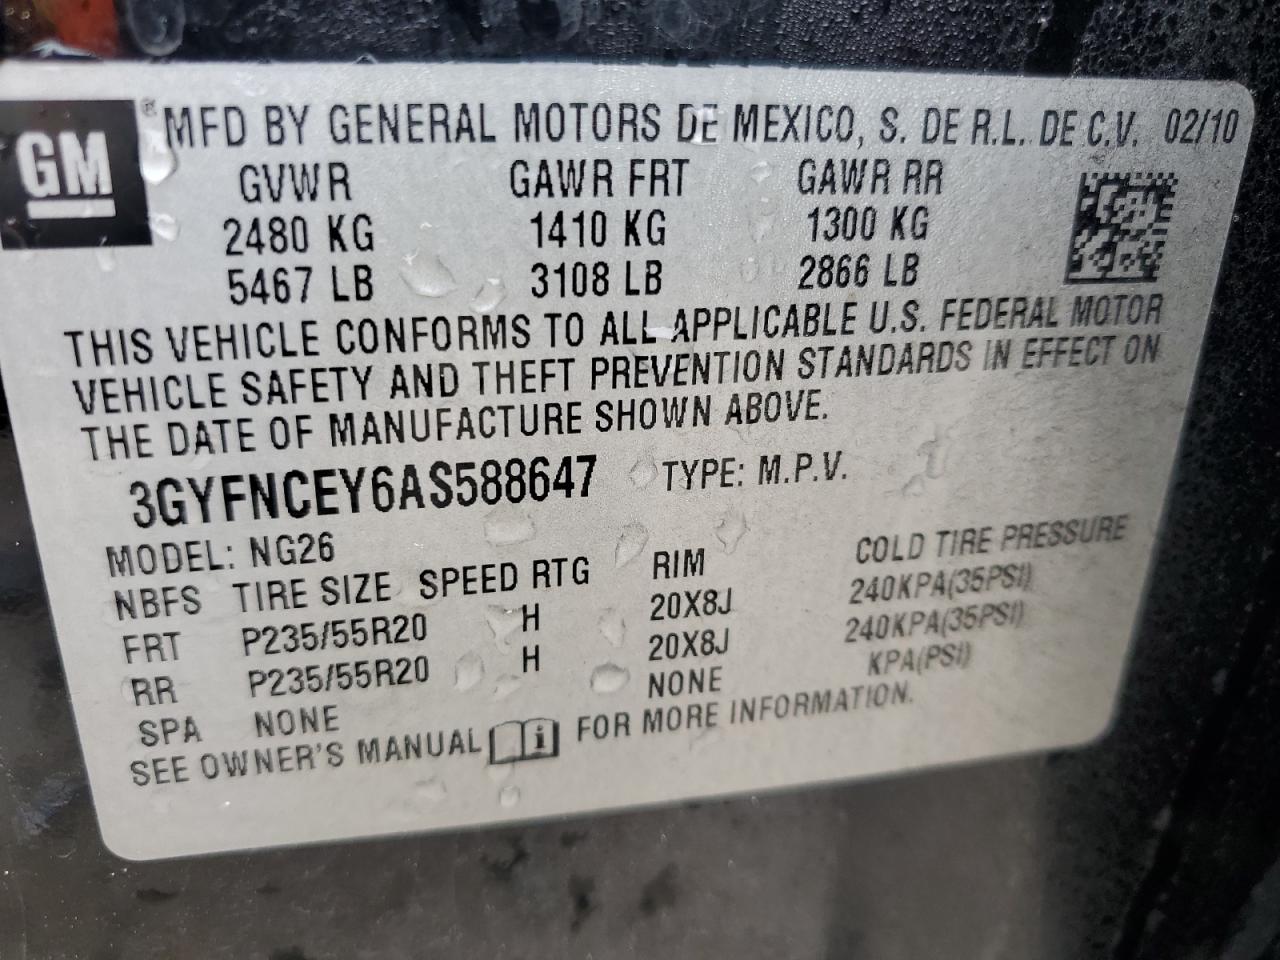 GM ® MFD BY GENERAL MOTORS DE MEXICO, S. DE R.L. DE C.V. 02/10
GVWR GAWR FRT GAWR RR
2480 KG 1410 KG 1300 KG
5467 LB 3108 LB 2866 LB
THIS VEHICLE CONFORMS TO ALL APPLICABLE U.S. FEDERAL MOTOR
VEHICLE SAFETY AND THEFT PREVENTION STANDARDS IN EFFECT ON
THE DATE OF MANUFACTURE SHOWN ABOVE.
3GYFNCEY6AS588647 TYPE: M.P.V.
MODEL: NG26
NBFS TIRE SIZE SPEED RTG RIM COLD TIRE PRESSURE
FRT P235/55R20 H 20X8J 240KPA(35PSI)
RR P235/55R20 H 20X8J 240KPA(35PSI)
SPA NONE NONE KPA(PSI)
SEE OWNER'S MANUAL i FOR MORE INFORMATION.